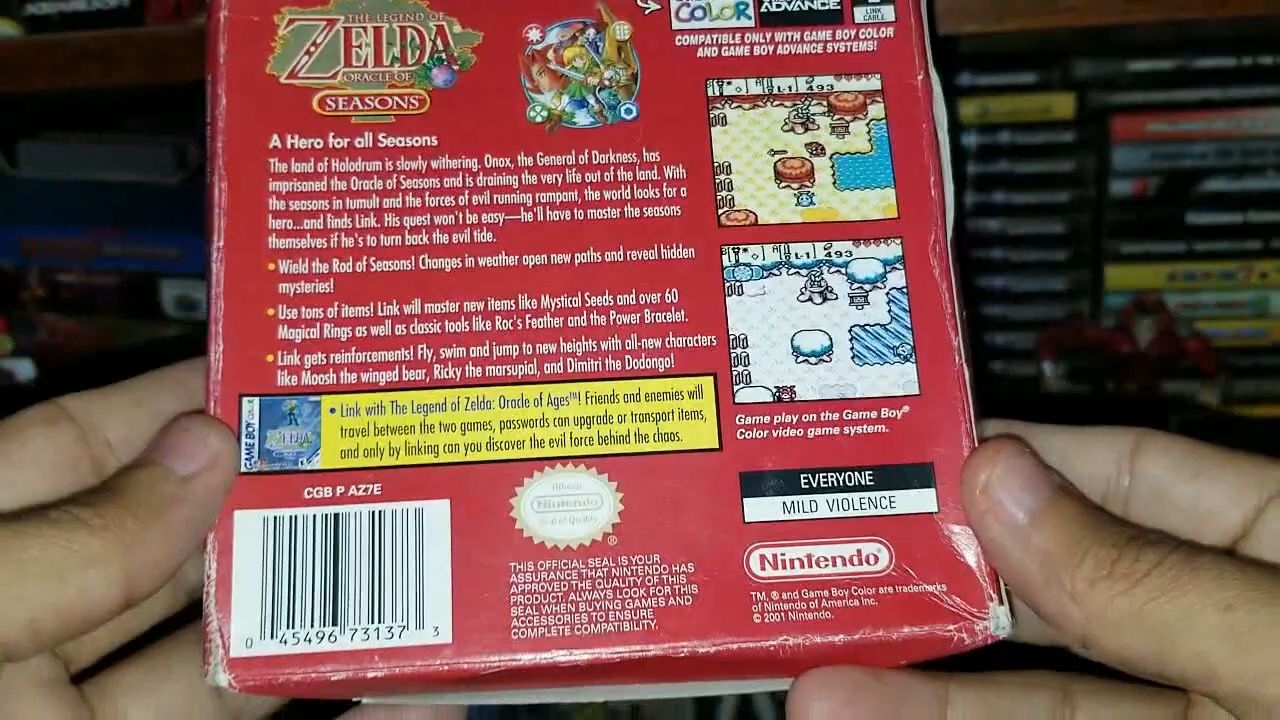 THE LEGEND OF
ZELDA
ORACLE OF
SEASONS
COLOR
ADVANCE
LINK
CABLE
COMPATIBLE ONLY WITH GAME BOY COLOR
AND GAME BOY ADVANCE SYSTEMS!
A Hero for all Seasons
The land of Holodrum is slowly withering. Onox, the General of Darkness, has
imprisoned the Oracle of Seasons and is draining the very life out of the land. With
the seasons in tumult and the forces of evil running rampant, the world looks for a
hero...and finds Link. His quest won't be easy—he'll have to master the seasons
themselves if he's to turn back the evil tide.
• Wield the Rod of Seasons! Changes in weather open new paths and reveal hidden
mysteries!
• Use tons of items! Link will master new items like Mystical Seeds and over 60
Magical Rings as well as classic tools like Roc's Feather and the Power Bracelet.
• Link gets reinforcements! Fly, swim and jump to new heights with all-new characters
like Moosh the winged bear, Ricky the marsupial, and Dimitri the Dodongo!
L-1 493
L-1 493
Game play on the Game Boy®
Color video game system.
GAME BOY COLOR
ZELDA
• Link with The Legend of Zelda: Oracle of Ages™! Friends and enemies will
travel between the two games, passwords can upgrade or transport items,
and only by linking can you discover the evil force behind the chaos.
CGB P AZ7E
0 45496 73137 3
Official
Nintendo
Seal of Quality
®
THIS OFFICIAL SEAL IS YOUR
ASSURANCE THAT NINTENDO HAS
APPROVED THE QUALITY OF THIS
PRODUCT. ALWAYS LOOK FOR THIS
SEAL WHEN BUYING GAMES AND
ACCESSORIES TO ENSURE
COMPLETE COMPATIBILITY.
EVERYONE
MILD VIOLENCE
Nintendo®
TM, ® and Game Boy Color are trademarks
of Nintendo of America Inc.
© 2001 Nintendo.